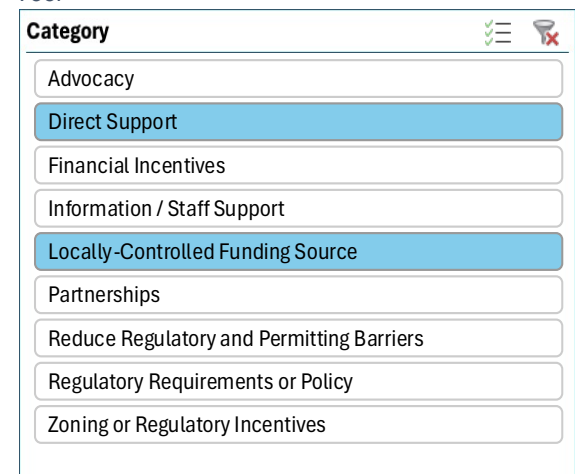 Category
Advocacy
Direct Support
Financial Incentives
Information / Staff Support
Locally-Controlled Funding Source
Partnerships
Reduce Regulatory and Permitting Barriers
Regulatory Requirements or Policy
Zoning or Regulatory Incentives